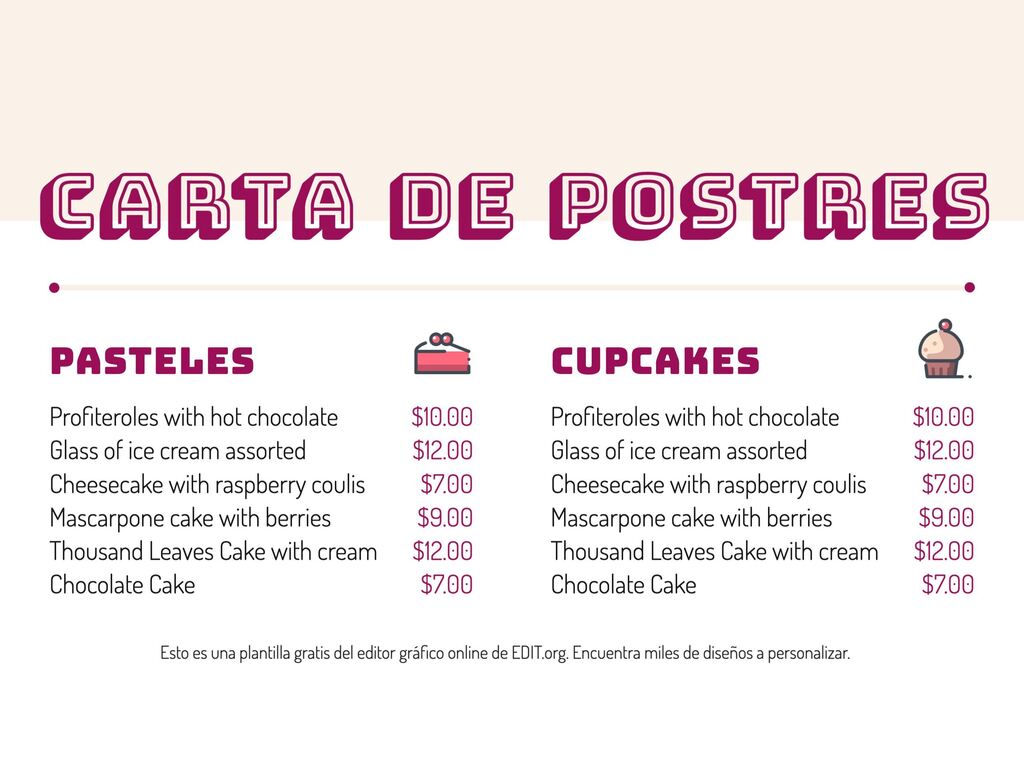 CARTA DE POSTRES
PASTELES
Profiteroles with hot chocolate $10.00
Glass of ice cream assorted $12.00
Cheesecake with raspberry coulis $7.00
Mascarpone cake with berries $9.00
Thousand Leaves Cake with cream $12.00
Chocolate Cake $7.00
CUPCAKES
Profiteroles with hot chocolate $10.00
Glass of ice cream assorted $12.00
Cheesecake with raspberry coulis $7.00
Mascarpone cake with berries $9.00
Thousand Leaves Cake with cream $12.00
Chocolate Cake $7.00
Esto es una plantilla gratis del editor gráfico online de EDIT.org. Encuentra miles de diseños a personalizar.